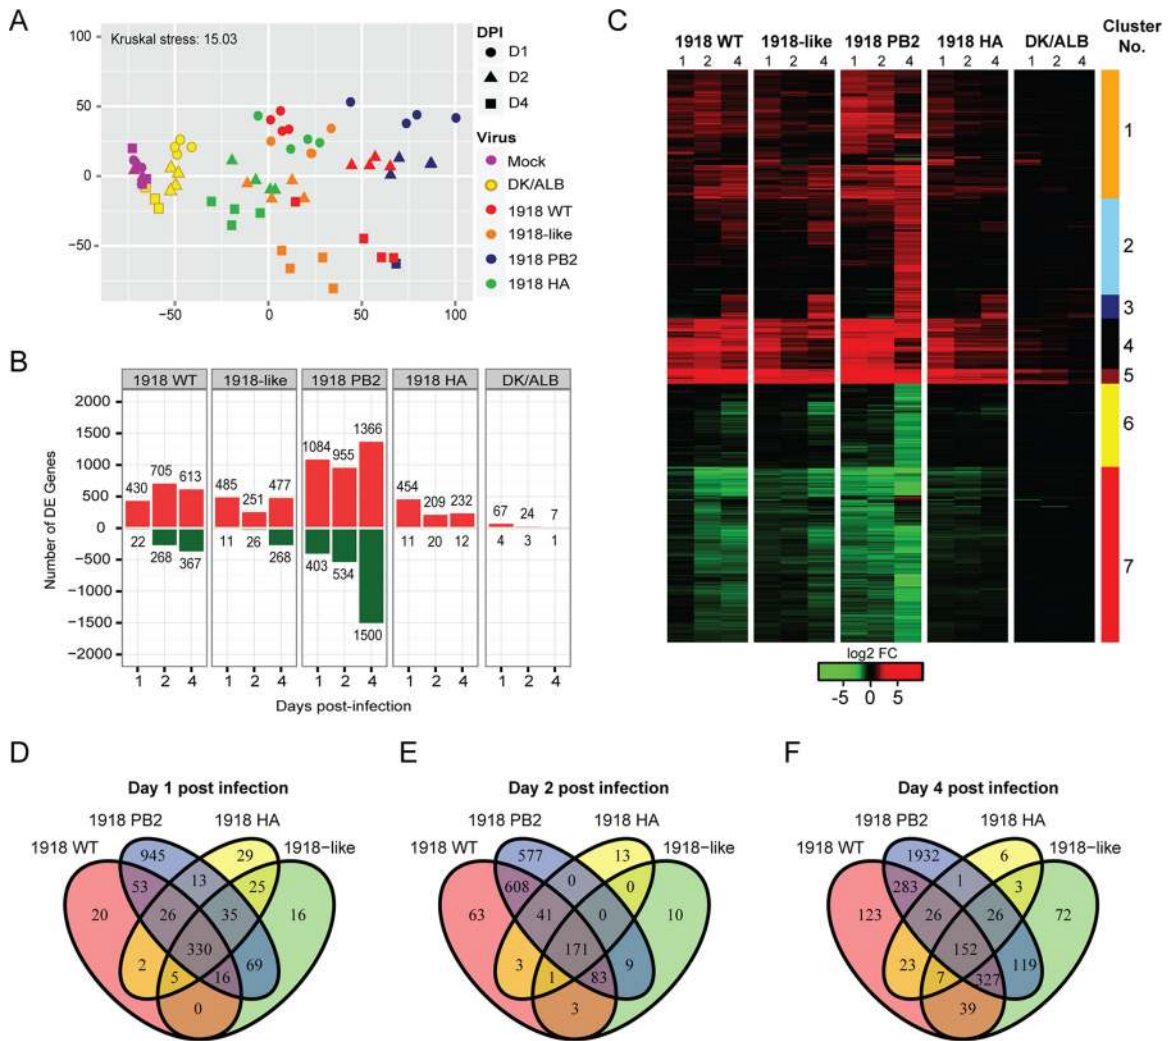 A
Kruskal stress: 15.03
100
50
0
−50
−50
0
50
100
DPI
D1
D2
D4
Virus
Mock
DK/ALB
1918 WT
1918-like
1918 PB2
1918 HA
B
1918 WT
1918-like
1918 PB2
1918 HA
DK/ALB
Number of DE Genes
2000
1500
1000
500
0
−500
−1000
−1500
−2000
430 705 613
22 268 367
485 251 477
11 26 268
1084 955 1366
403 534 1500
454 209 232
11 20 12
67 24 7
4 3 1
1 2 4
1 2 4
1 2 4
1 2 4
1 2 4
Days post-infection
C
1918 WT
1918-like
1918 PB2
1918 HA
DK/ALB
Cluster
No.
1 2 4
1 2 4
1 2 4
1 2 4
1 2 4
1
2
3
4
5
6
7
log2 FC
-5 0 5
D
Day 1 post infection
1918 PB2
1918 HA
1918 WT
1918−like
945 29
53 13 25
20 26 35 16
330
2 5 16 69
0
E
Day 2 post infection
1918 PB2
1918 HA
1918 WT
1918−like
577 13
608 0 0
63 41 0 10
171
3 1 83 9
3
F
Day 4 post infection
1918 PB2
1918 HA
1918 WT
1918−like
1932 6
283 1 3
123 26 26 72
152
23 7 327 119
39